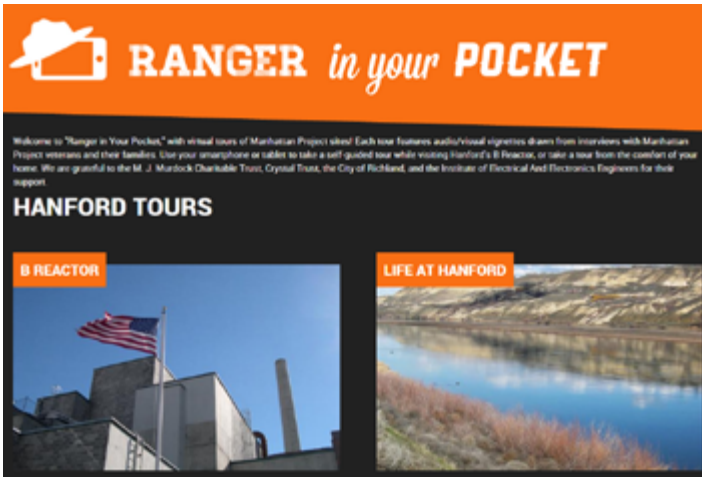 RANGER in your POCKET
Welcome to "Ranger in Your Pocket," with virtual tours of Manhattan Project sites! Each tour features audio/visual vignettes drawn from interviews with Manhattan
Project veterans and their families. Use your smartphone or tablet to take a self-guided tour while visiting Hanford's B Reactor, or take a tour from the comfort of your
home. We are grateful to the M. J. Murdock Charitable Trust, Crystal Trust, the City of Richland, and the Institute of Electrical And Electronics Engineers for their
support
HANFORD TOURS
B REACTOR
LIFE AT HANFORD